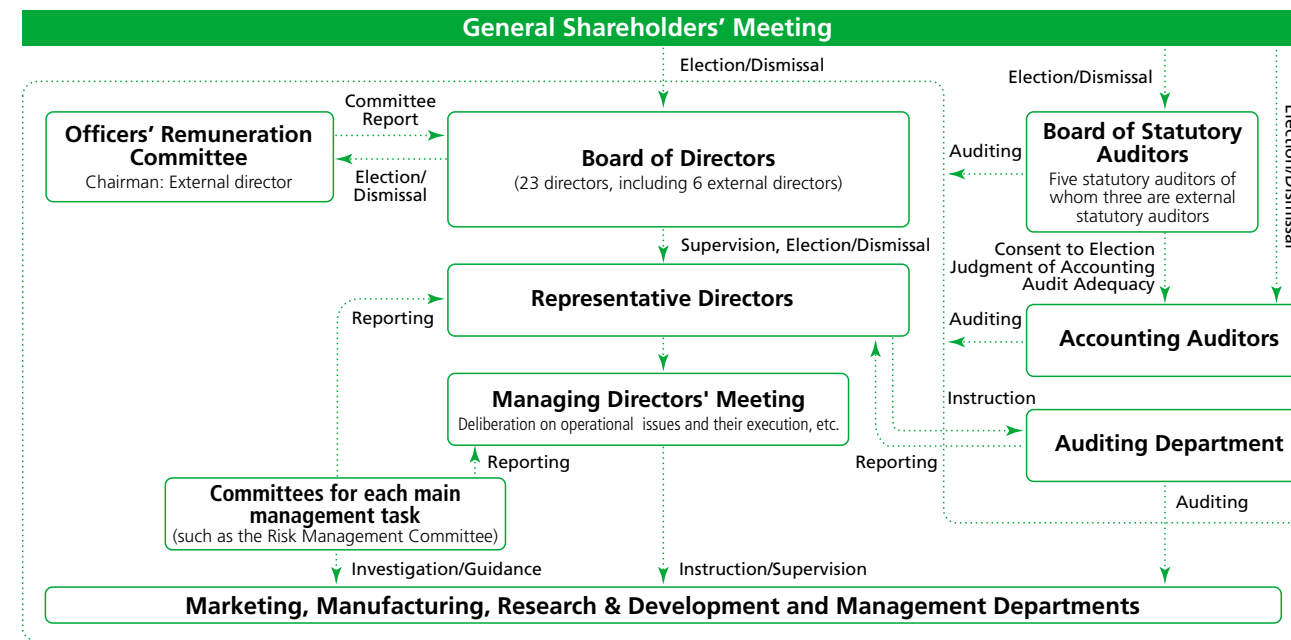 General Shareholders’ Meeting
Election/Dismissal
Election/Dismissal
Election/Dismissal
Committee
Report
Officers’ Remuneration
Committee
Chairman: External director
Election/
Dismissal
Board of Directors
(23 directors, including 6 external directors)
Auditing
Board of Statutory
Auditors
Five statutory auditors of
whom three are external
statutory auditors
Supervision, Election/Dismissal
Consent to Election
Judgment of Accounting
Audit Adequacy
Representative Directors
Reporting
Auditing
Accounting Auditors
Managing Directors' Meeting
Deliberation on operational issues and their execution, etc.
Instruction
Auditing Department
Reporting
Reporting
Committees for each main
management task
(such as the Risk Management Committee)
Auditing
Investigation/Guidance
Instruction/Supervision
Marketing, Manufacturing, Research & Development and Management Departments